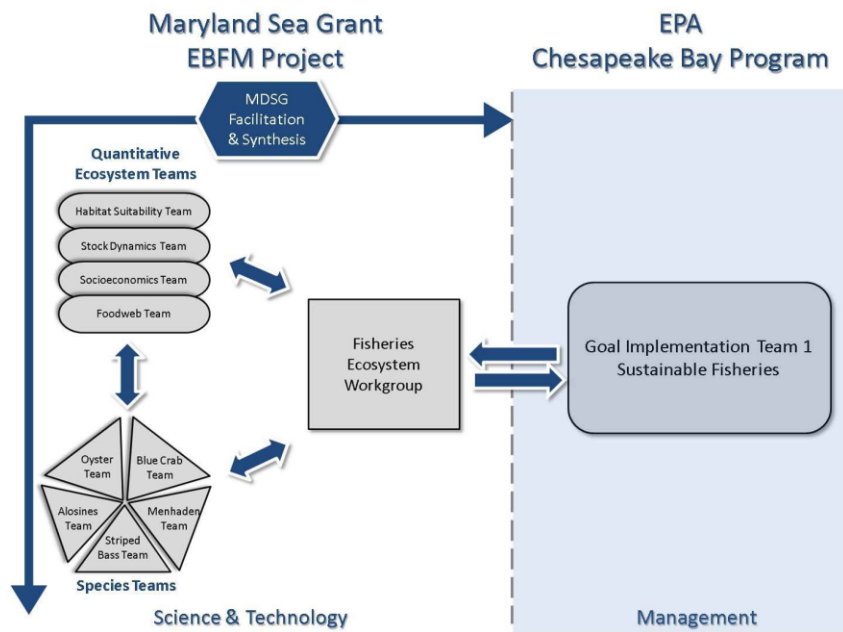 Maryland Sea Grant
EBFM Project
EPA
Chesapeake Bay Program
MDSG
Facilitation
& Synthesis
Quantitative
Ecosystem Teams
Habitat Suitability Team
Stock Dynamics Team
Socioeconomics Team
Foodweb Team
Fisheries
Ecosystem
Workgroup
Goal Implementation Team 1
Sustainable Fisheries
Oyster
Team
Blue Crab
Team
Alosines
Team
Menhaden
Team
Striped
Bass Team
Species Teams
Science & Technology
Management